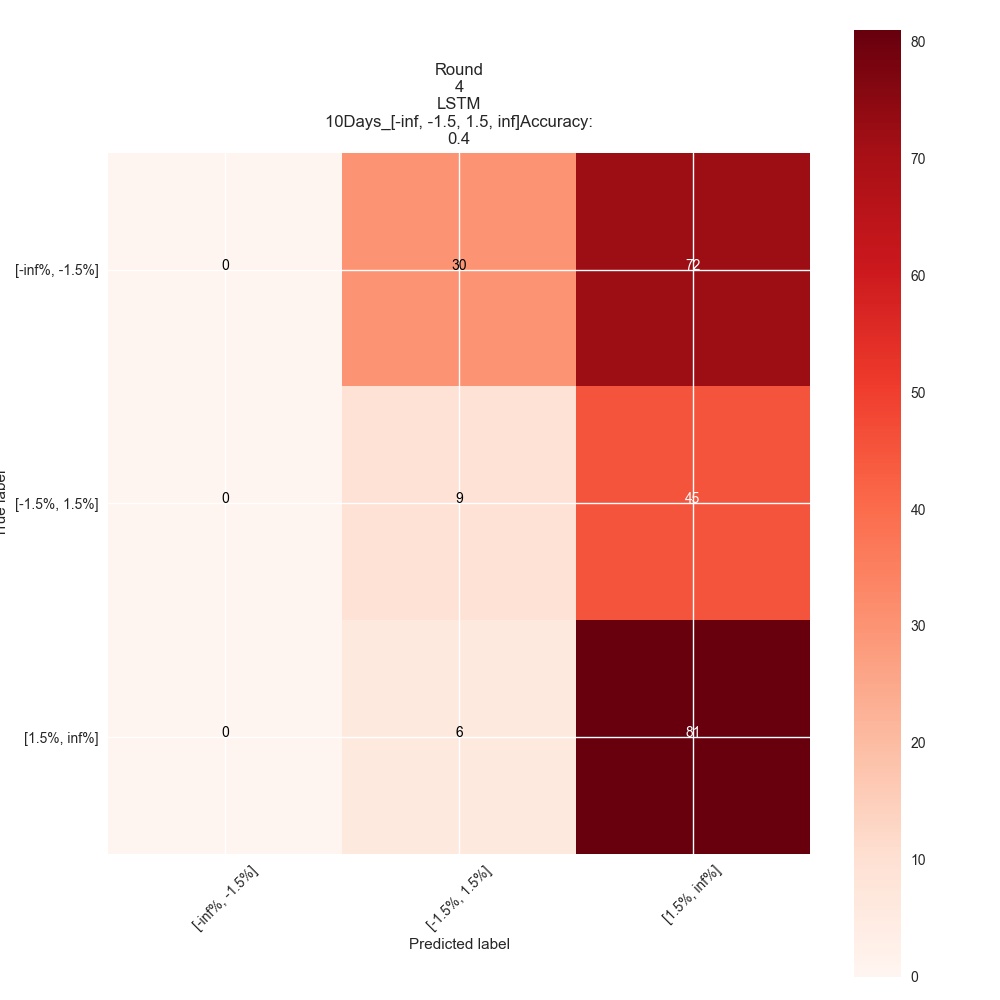 Round
4
LSTM
10Days_[-inf, -1.5, 1.5, inf]Accuracy:
0.4
80
70
60
50
40
30
20
10
0
True label
[-inf%, -1.5%]
0
30
72
[-1.5%, 1.5%]
0
9
45
[1.5%, inf%]
0
6
81
[-inf%, -1.5%]
[-1.5%, 1.5%]
[1.5%, inf%]
Predicted label